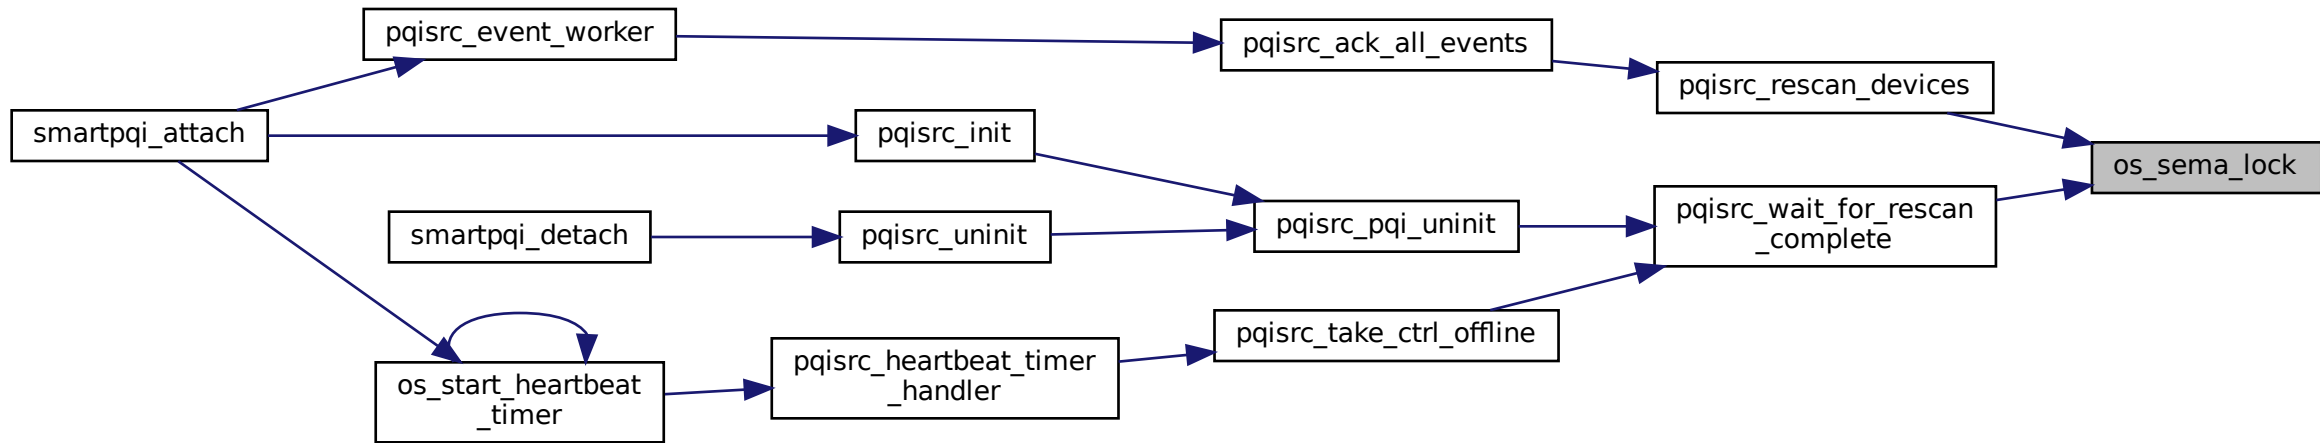 pqisrc_event_worker
pqisrc_ack_all_events
pqisrc_rescan_devices
smartpqi_attach
pqisrc_init
os_sema_lock
smartpqi_detach
pqisrc_uninit
pqisrc_pqi_uninit
pqisrc_wait_for_rescan
_complete
pqisrc_take_ctrl_offline
pqisrc_heartbeat_timer
_handler
os_start_heartbeat
_timer